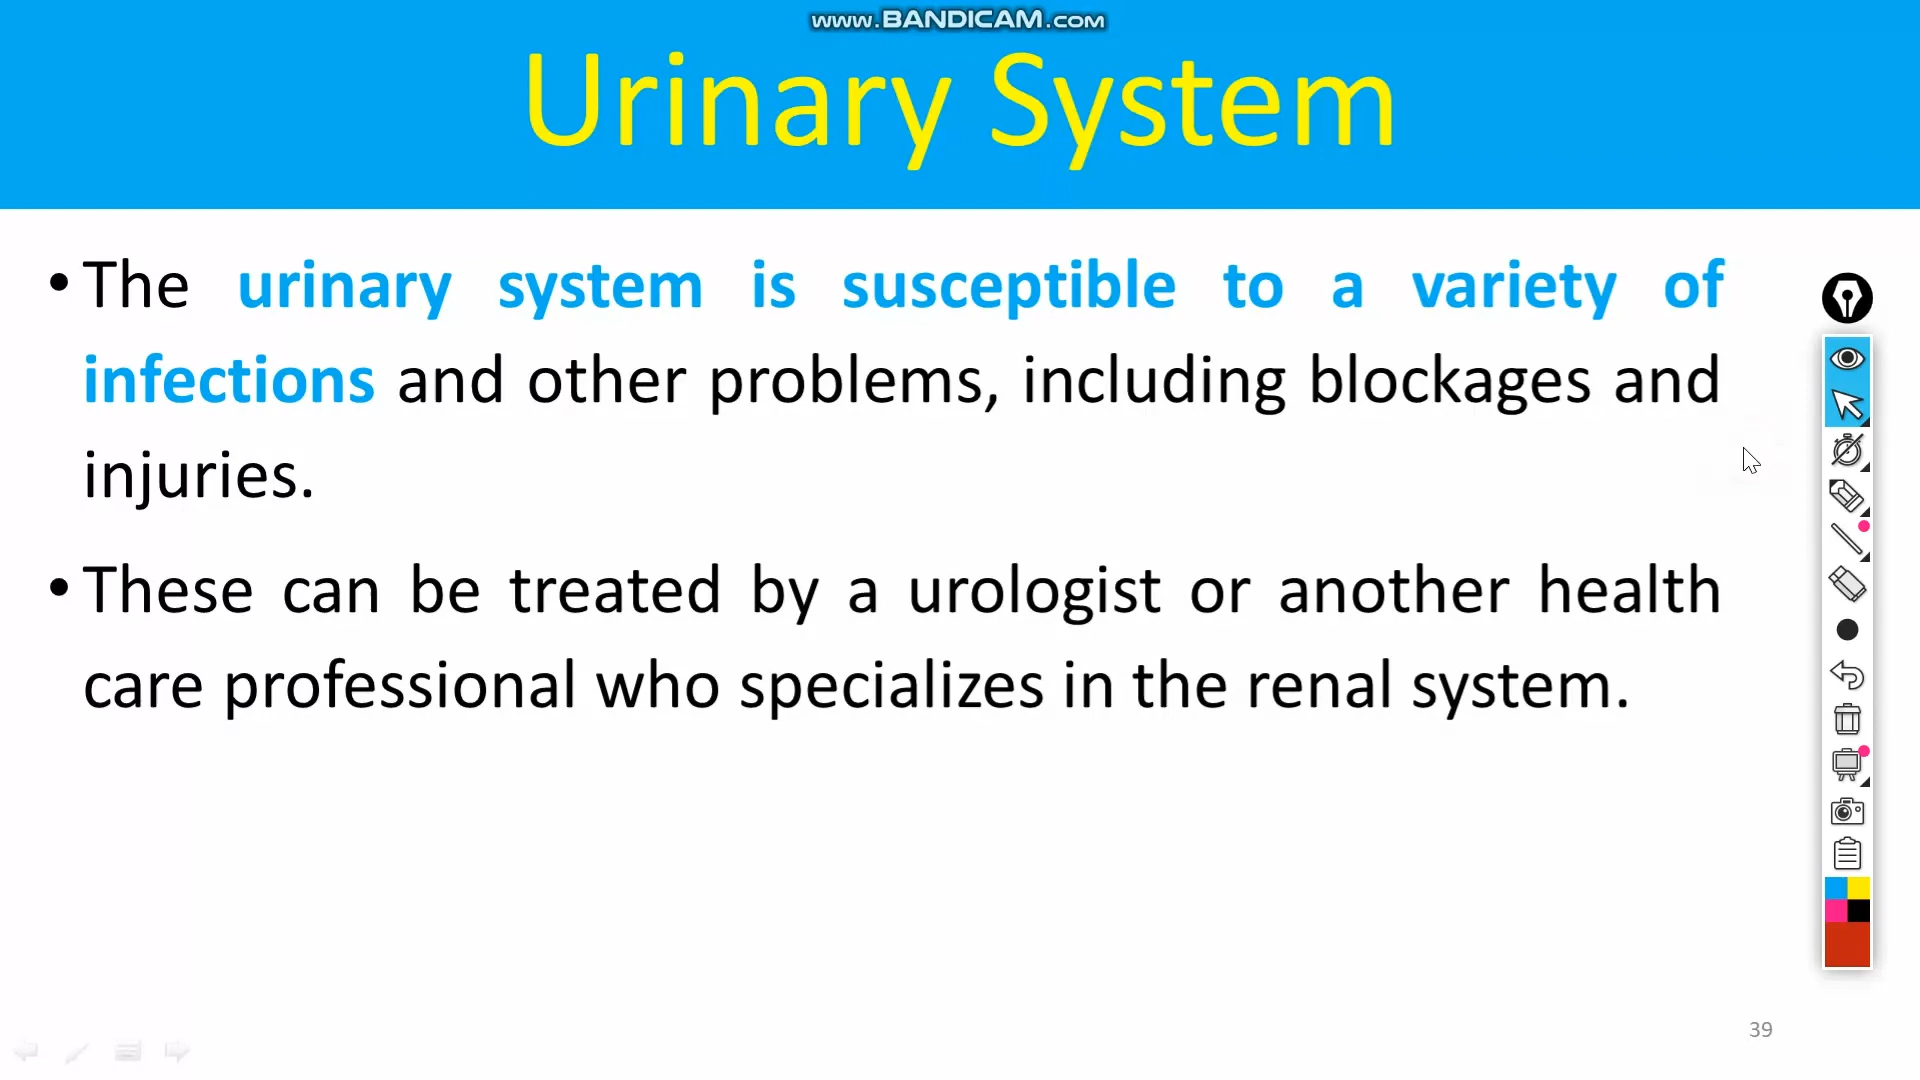 www.BANDICAM.com
Urinary System
• The urinary system is susceptible to a variety of
infections and other problems, including blockages and
injuries.
• These can be treated by a urologist or another health
care professional who specializes in the renal system.
39